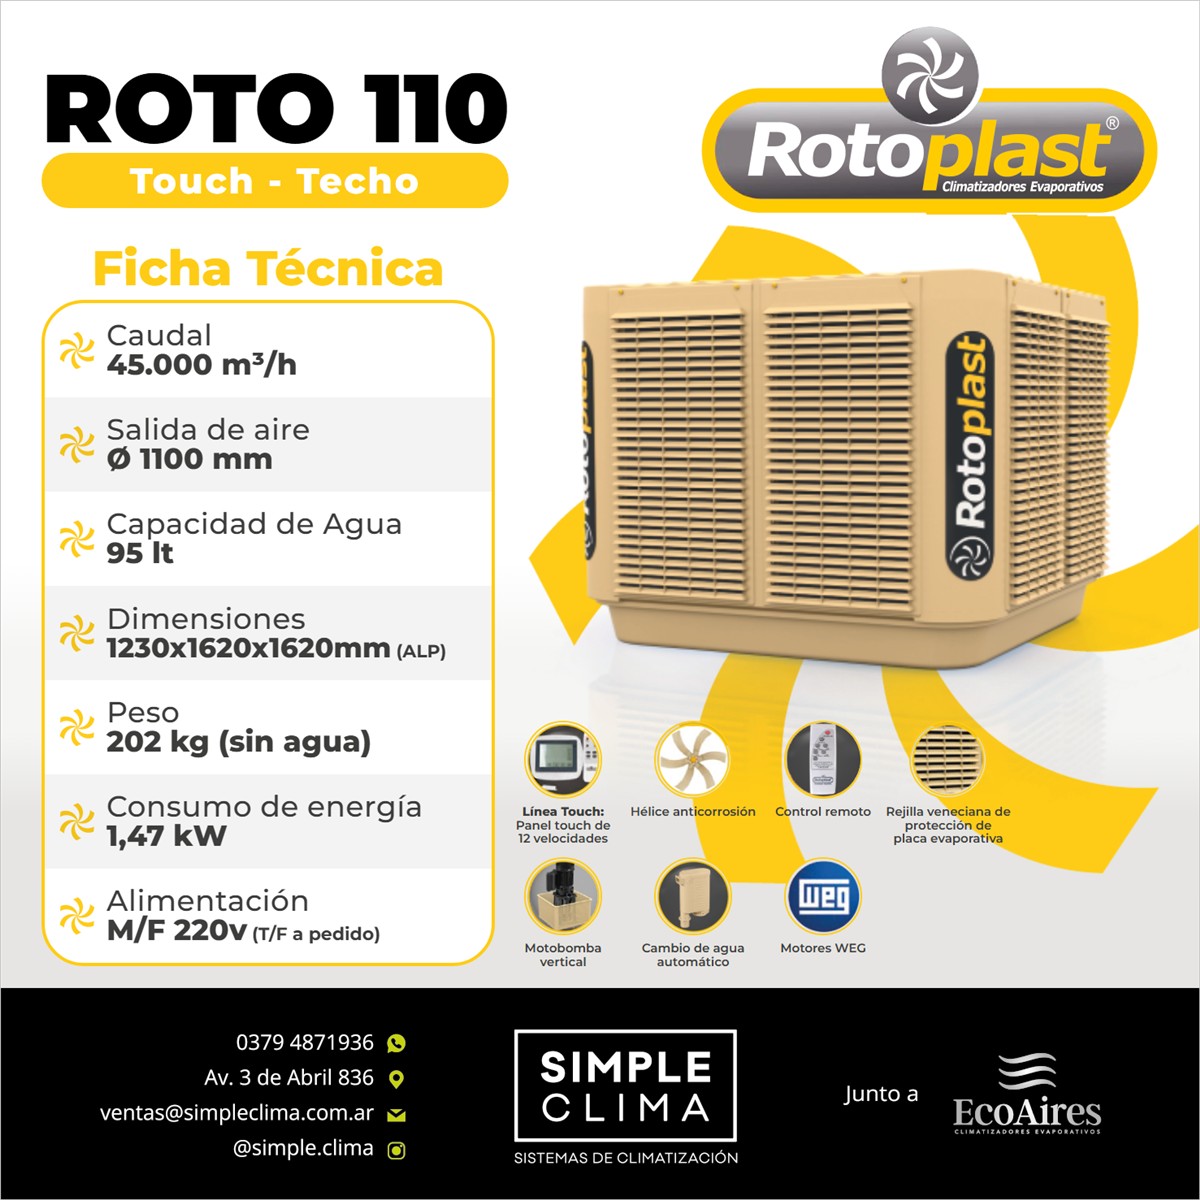 ROTO 110
Touch - Techo
Rotoplast®
Climatizadores Evaporativos
Ficha Técnica
Caudal
45.000 m³/h
Salida de aire
Ø 1100 mm
Capacidad de Agua
95 lt
Dimensiones
1230x1620x1620mm (ALP)
Peso
202 kg (sin agua)
Consumo de energía
1,47 kW
Alimentación
M/F 220v (T/F a pedido)
Rotoplast
Rotoplast
Línea Touch:
Panel touch de
12 velocidades
Hélice anticorrosión
Control remoto
Rejilla veneciana de
protección de
placa evaporativa
Motobomba
vertical
Cambio de agua
automático
WEG
Motores WEG
0379 4871936
Av. 3 de Abril 836
ventas@simpleclima.com.ar
@simple.clima
SIMPLE
CLIMA
SISTEMAS DE CLIMATIZACIÓN
Junto a
EcoAires
CLIMATIZADORES EVAPORATIVOS